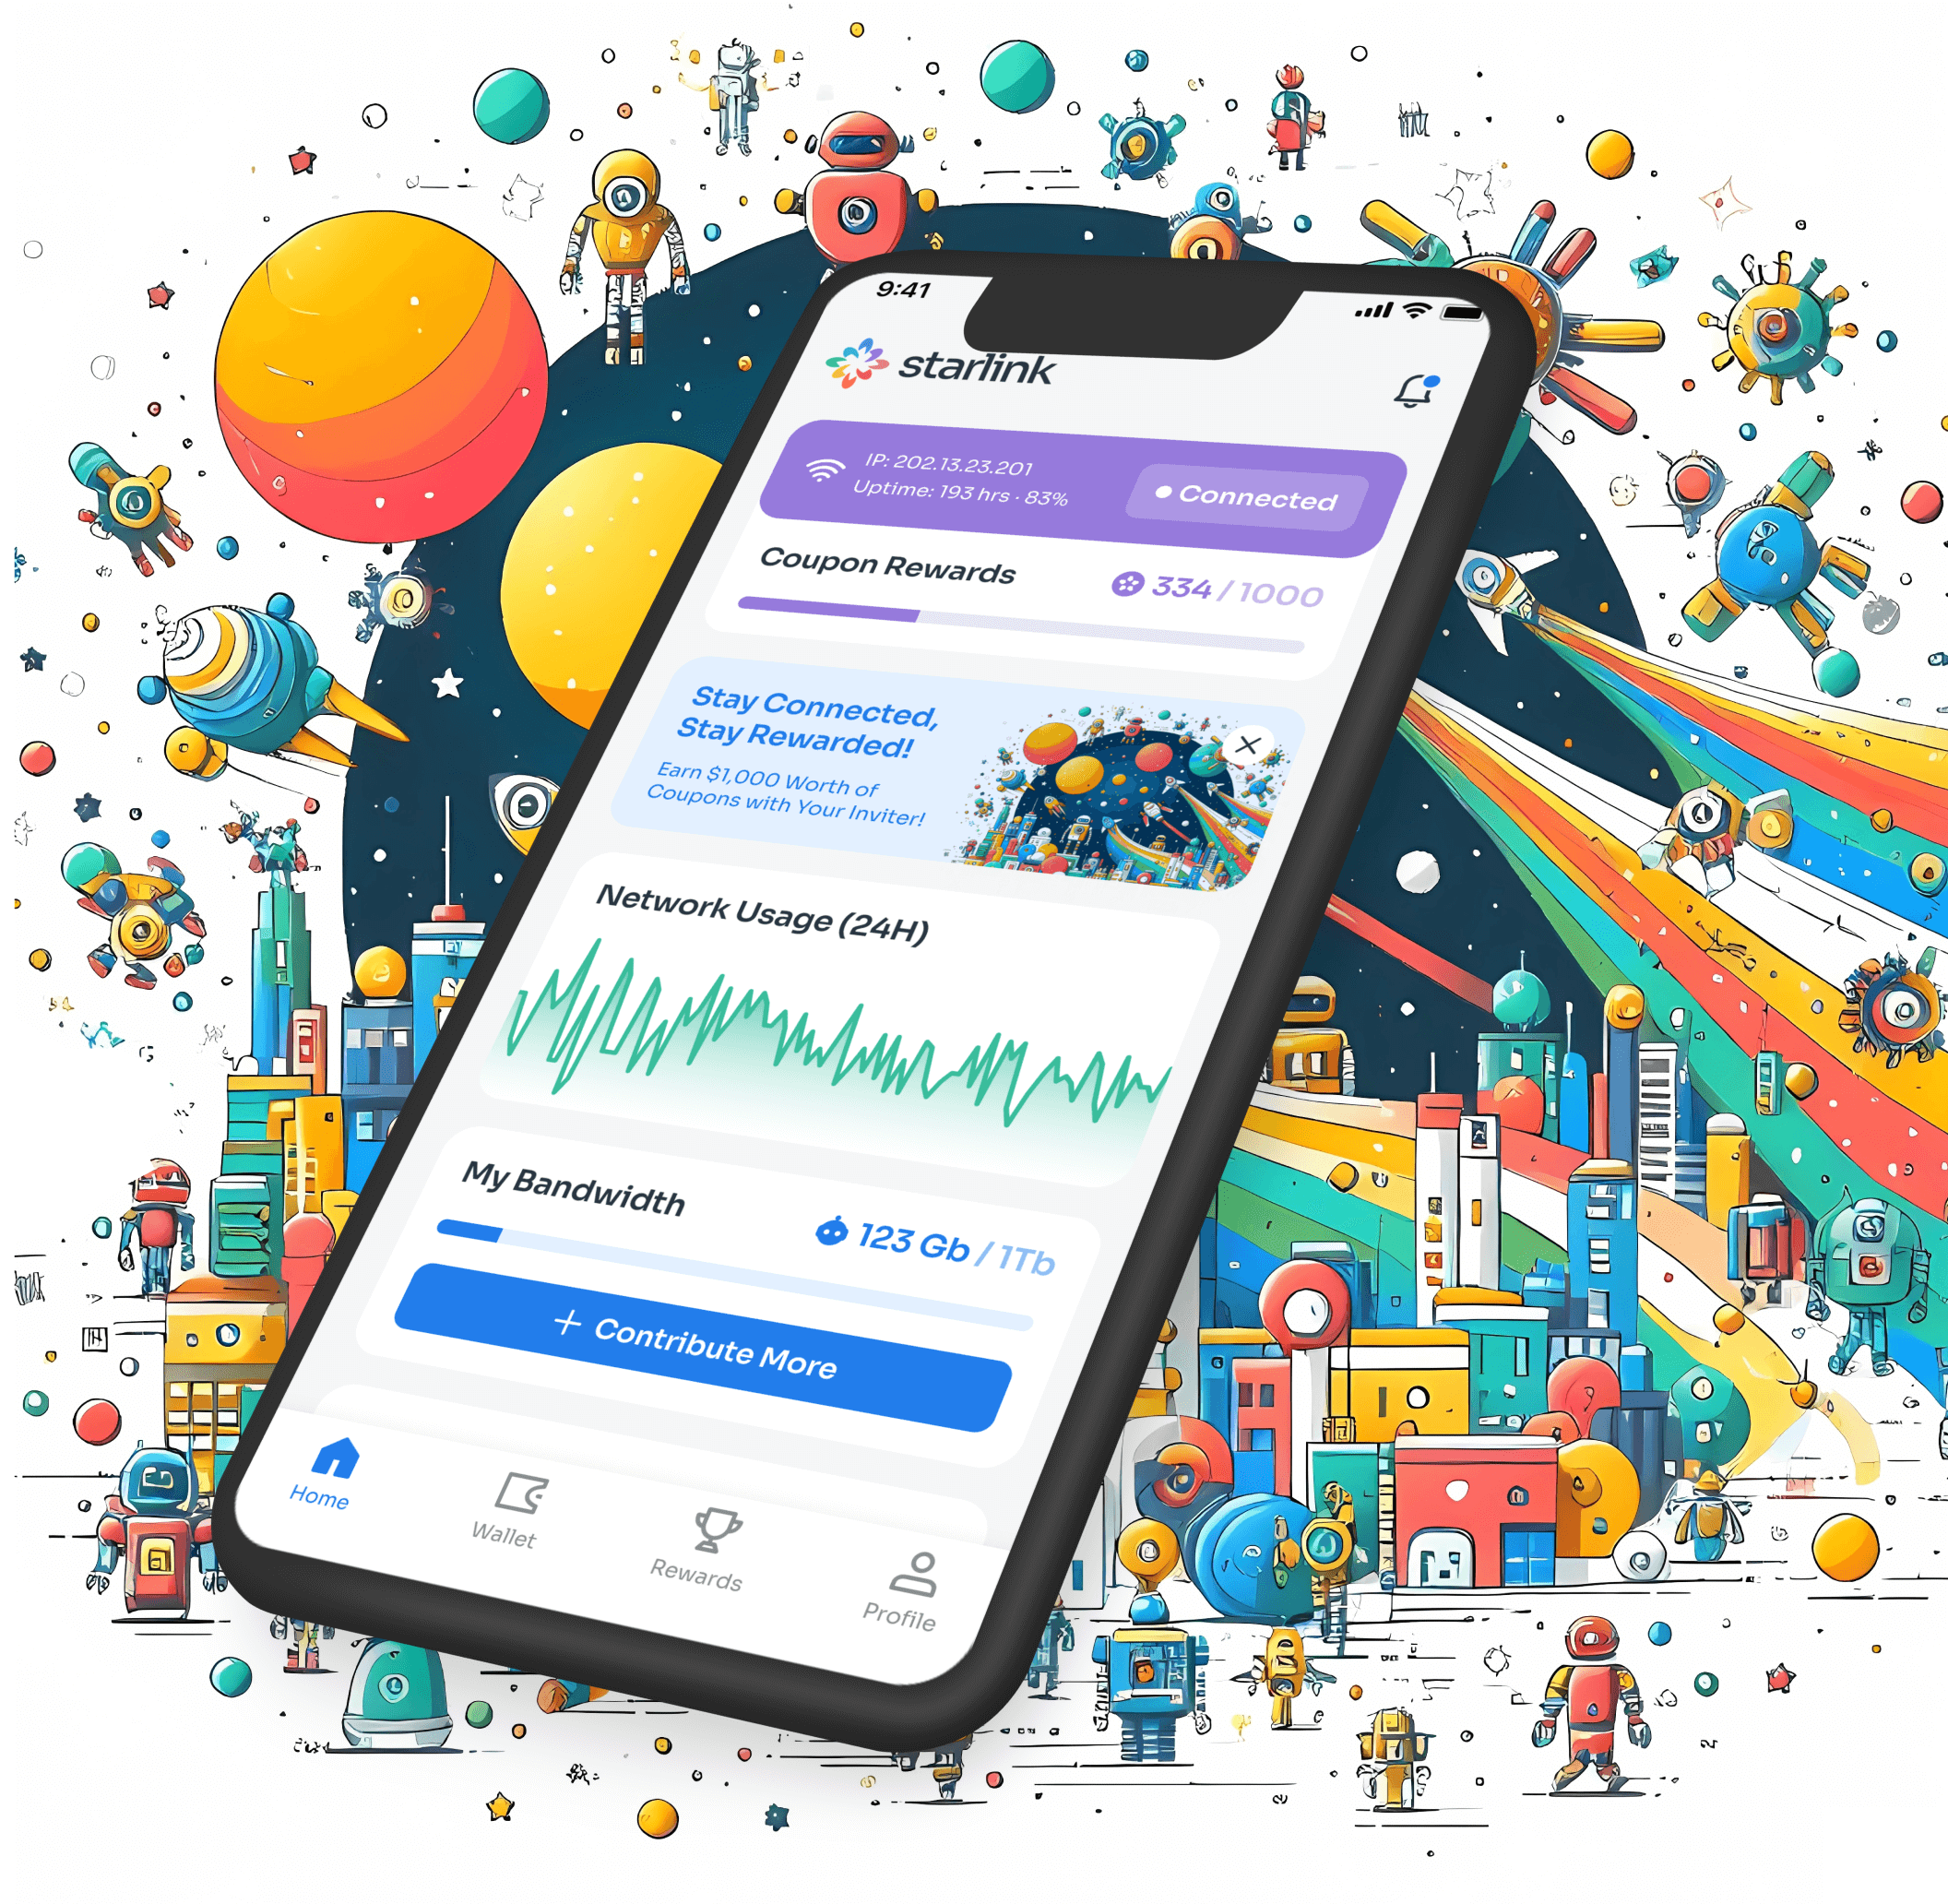 9:41
starlink
IP: 202.13.23.201
Uptime: 193 hrs · 83%
Connected
Coupon Rewards
334 / 1000
Stay Connected,
Stay Rewarded!
Earn $1,000 Worth of
Coupons with Your Inviter!
Network Usage (24H)
My Bandwidth
123 Gb / 1Tb
+ Contribute More
Home
Wallet
Rewards
Profile